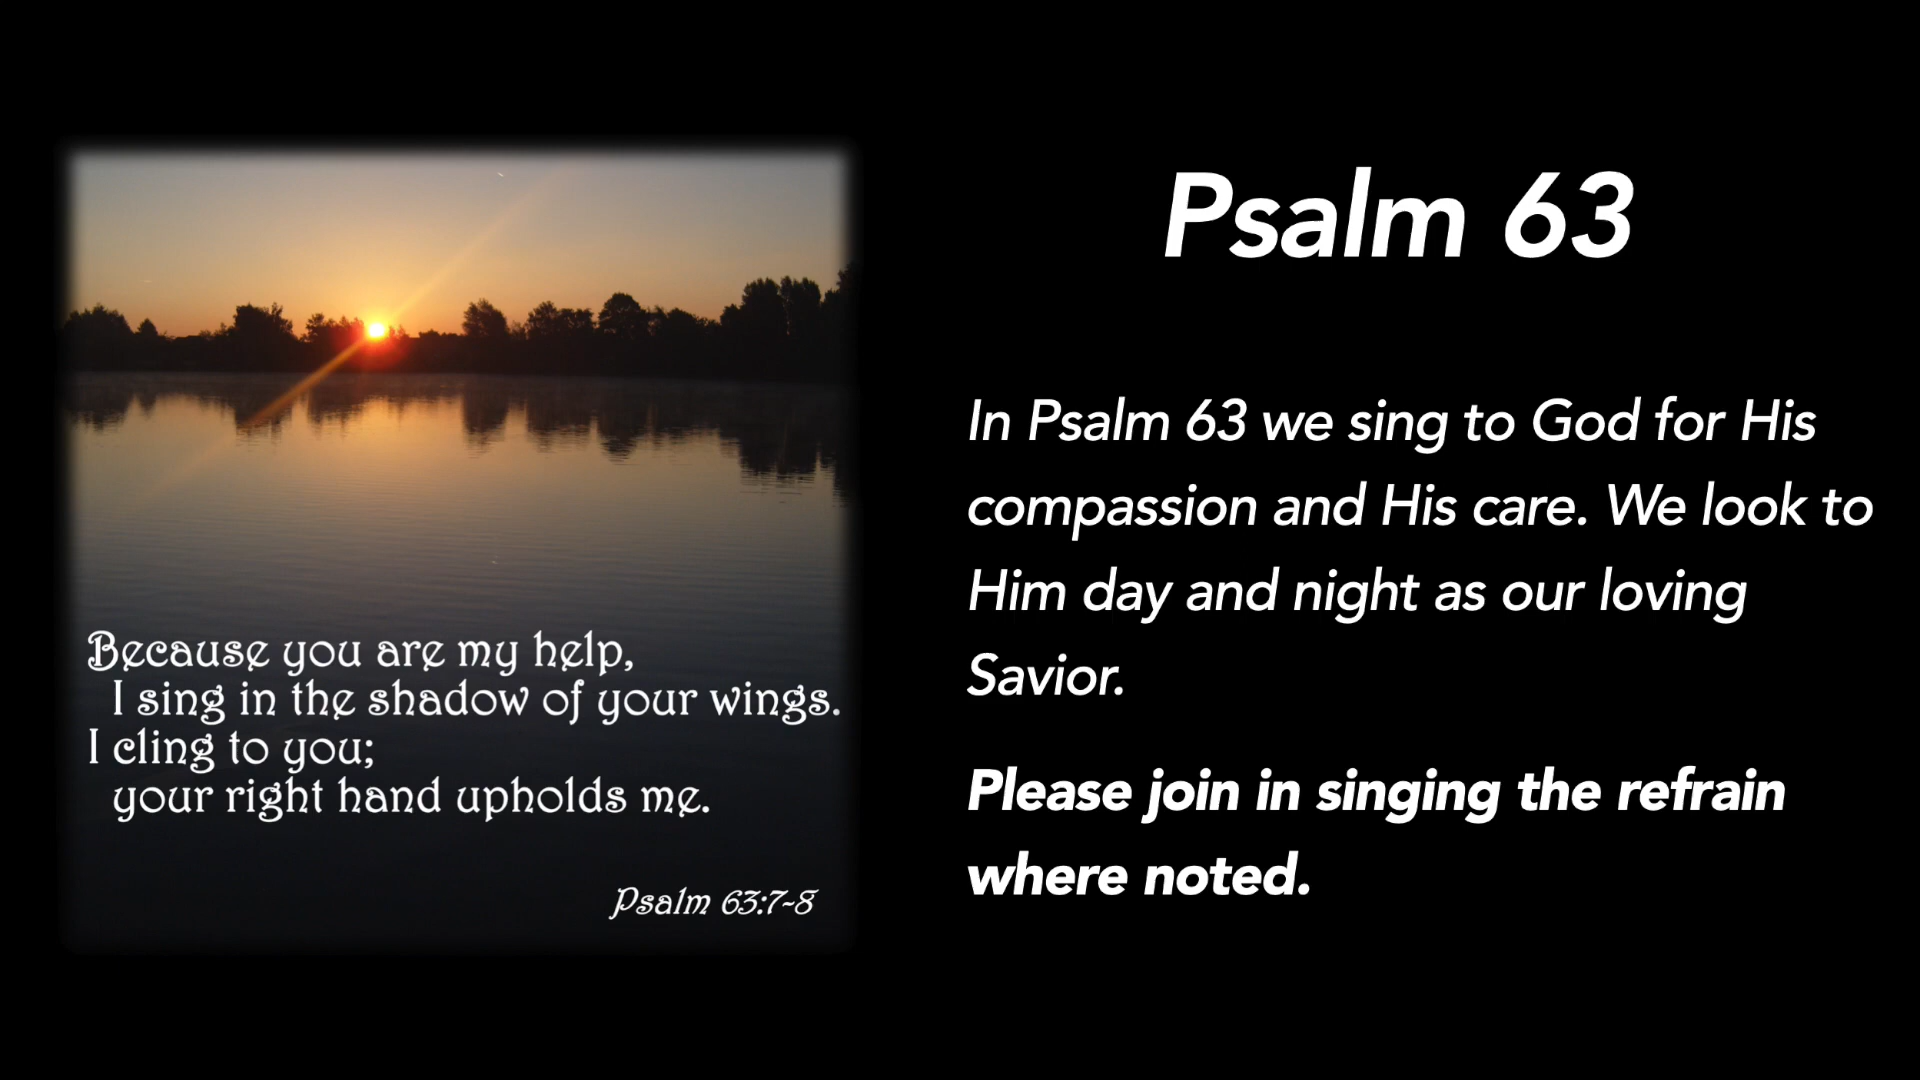 Because you are my help,
I sing in the shadow of your wings.
I cling to you;
your right hand upholds me.
Psalm 63:7-8
Psalm 63
In Psalm 63 we sing to God for His
compassion and His care. We look to
Him day and night as our loving
Savior.
Please join in singing the refrain
where noted.